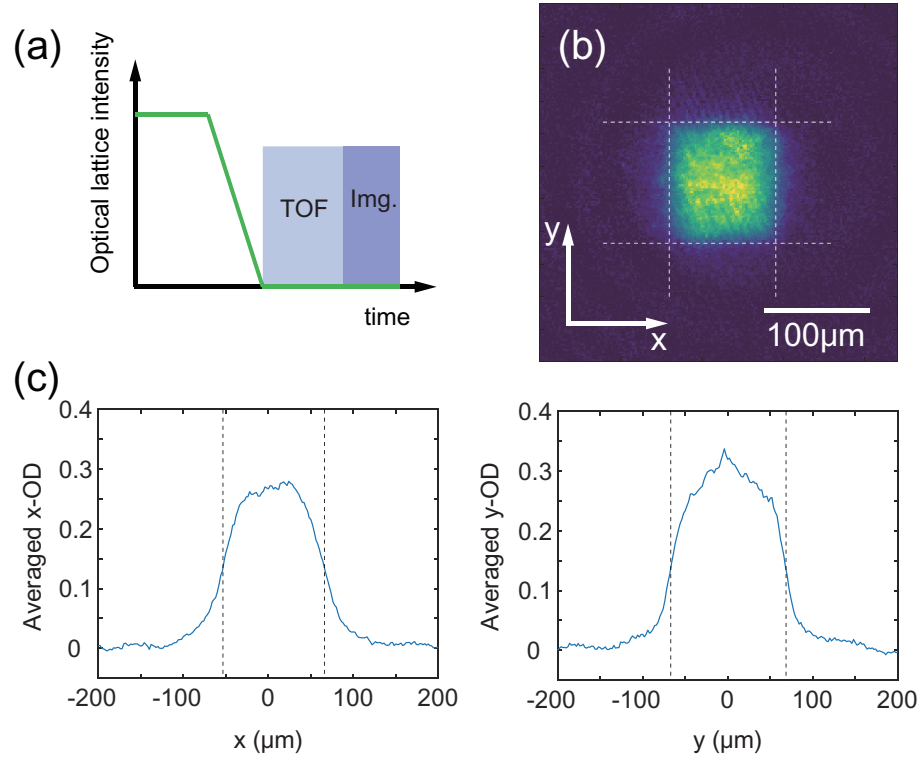 (a)
Optical lattice intensity
TOF
Img.
time
(b)
y
x
100μm
(c)
0.4
0.3
0.2
0.1
0
Averaged x-OD
-200
-100
0
100
200
x (μm)
0.4
0.3
0.2
0.1
0
Averaged y-OD
-200
-100
0
100
200
y (μm)